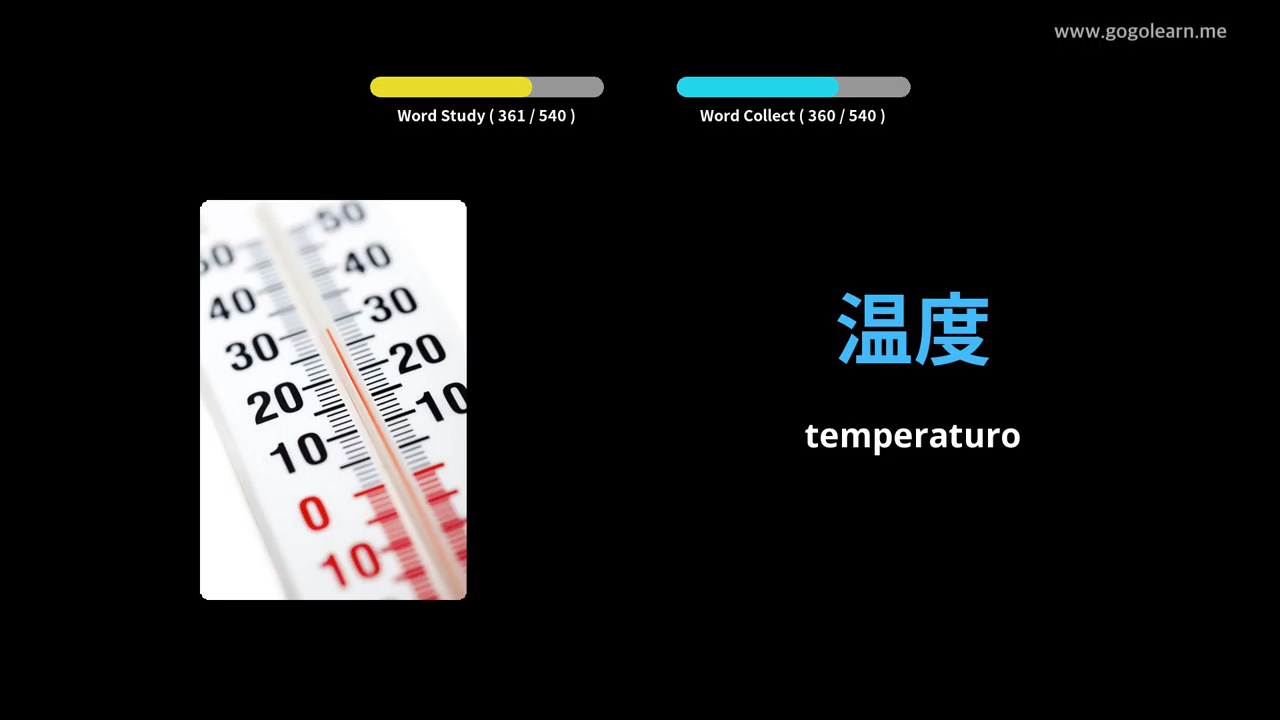 www.gogolearn.me
Word Study ( 361 / 540 )
Word Collect ( 360 / 540 )
50
40
30
20
10
40
30
20
10
0
10
温度
temperaturo